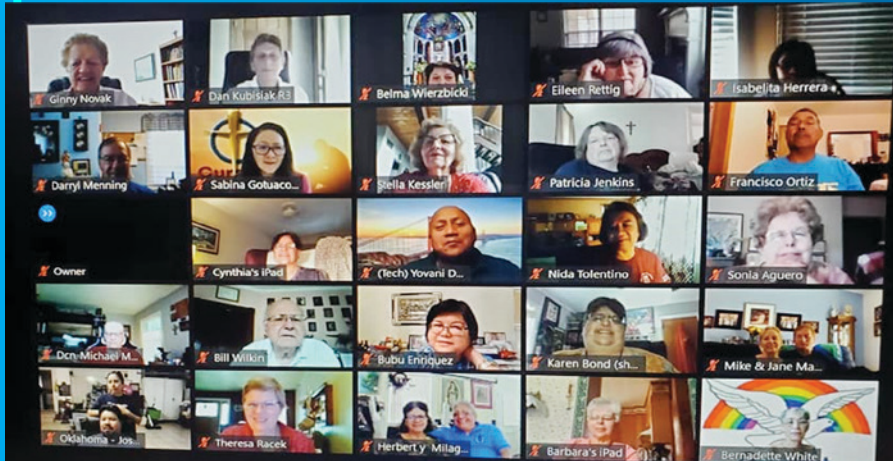 Ginny Novak
Dan Kubisiak R3
Belma Wierzbicki
Eileen Rettig
Isabelita Herrera
Darryl Menning
Sabina Gotuaco...
Stella Kessler
Patricia Jenkins
Francisco Ortiz
Owner
Cynthia's iPad
(Tech) Yovani D...
Nida Tolentino
Sonia Aguero
Dcn-Michael M...
Bill Wilkin
Bubu Enriquez
Karen Bond (sh...
Mike & Jane Ma...
Oklahoma - Jos...
Theresa Racek
Herbert y Milag...
Barbara's iPad
Bernadette White